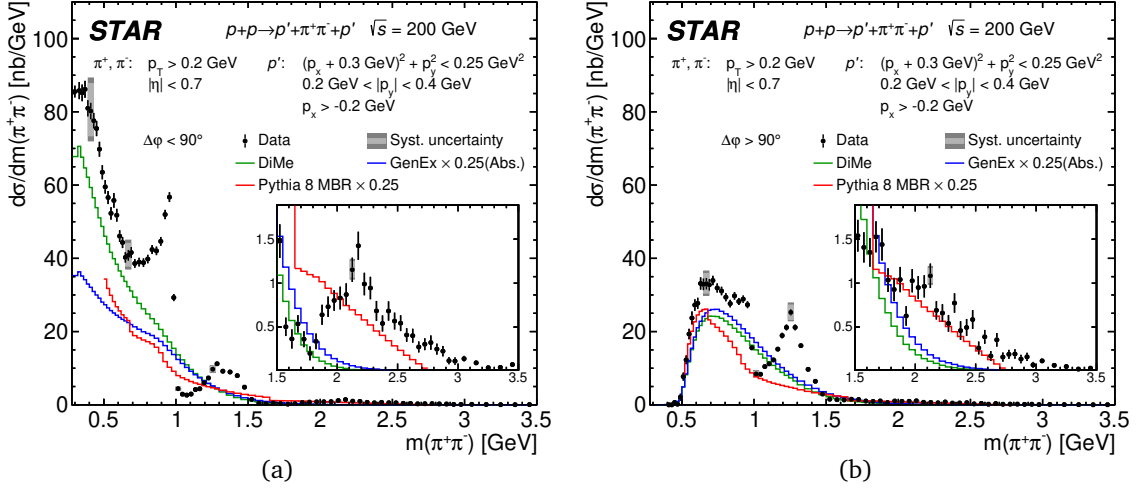 STAR p+p→p'+π⁺π⁻+p' √s = 200 GeV
π⁺, π⁻: p_T > 0.2 GeV p': (p_x + 0.3 GeV)² + p_y² < 0.25 GeV²
|η| < 0.7 0.2 GeV < |p_y| < 0.4 GeV
p_x > -0.2 GeV
Δφ < 90°
Data Syst. uncertainty
DiMe GenEx × 0.25(Abs.)
Pythia 8 MBR × 0.25
dσ/dm(π⁺π⁻) [nb/GeV]
100
80
60
40
20
0
1.5
1
0.5
1.5 2 2.5 3 3.5
0.5 1 1.5 2 2.5 3 3.5
m(π⁺π⁻) [GeV]
(a)
STAR p+p→p'+π⁺π⁻+p' √s = 200 GeV
π⁺, π⁻: p_T > 0.2 GeV p': (p_x + 0.3 GeV)² + p_y² < 0.25 GeV²
|η| < 0.7 0.2 GeV < |p_y| < 0.4 GeV
p_x > -0.2 GeV
Δφ > 90°
Data Syst. uncertainty
DiMe GenEx × 0.25(Abs.)
Pythia 8 MBR × 0.25
dσ/dm(π⁺π⁻) [nb/GeV]
100
80
60
40
20
0
1.5
1
0.5
1.5 2 2.5 3 3.5
0.5 1 1.5 2 2.5 3 3.5
m(π⁺π⁻) [GeV]
(b)